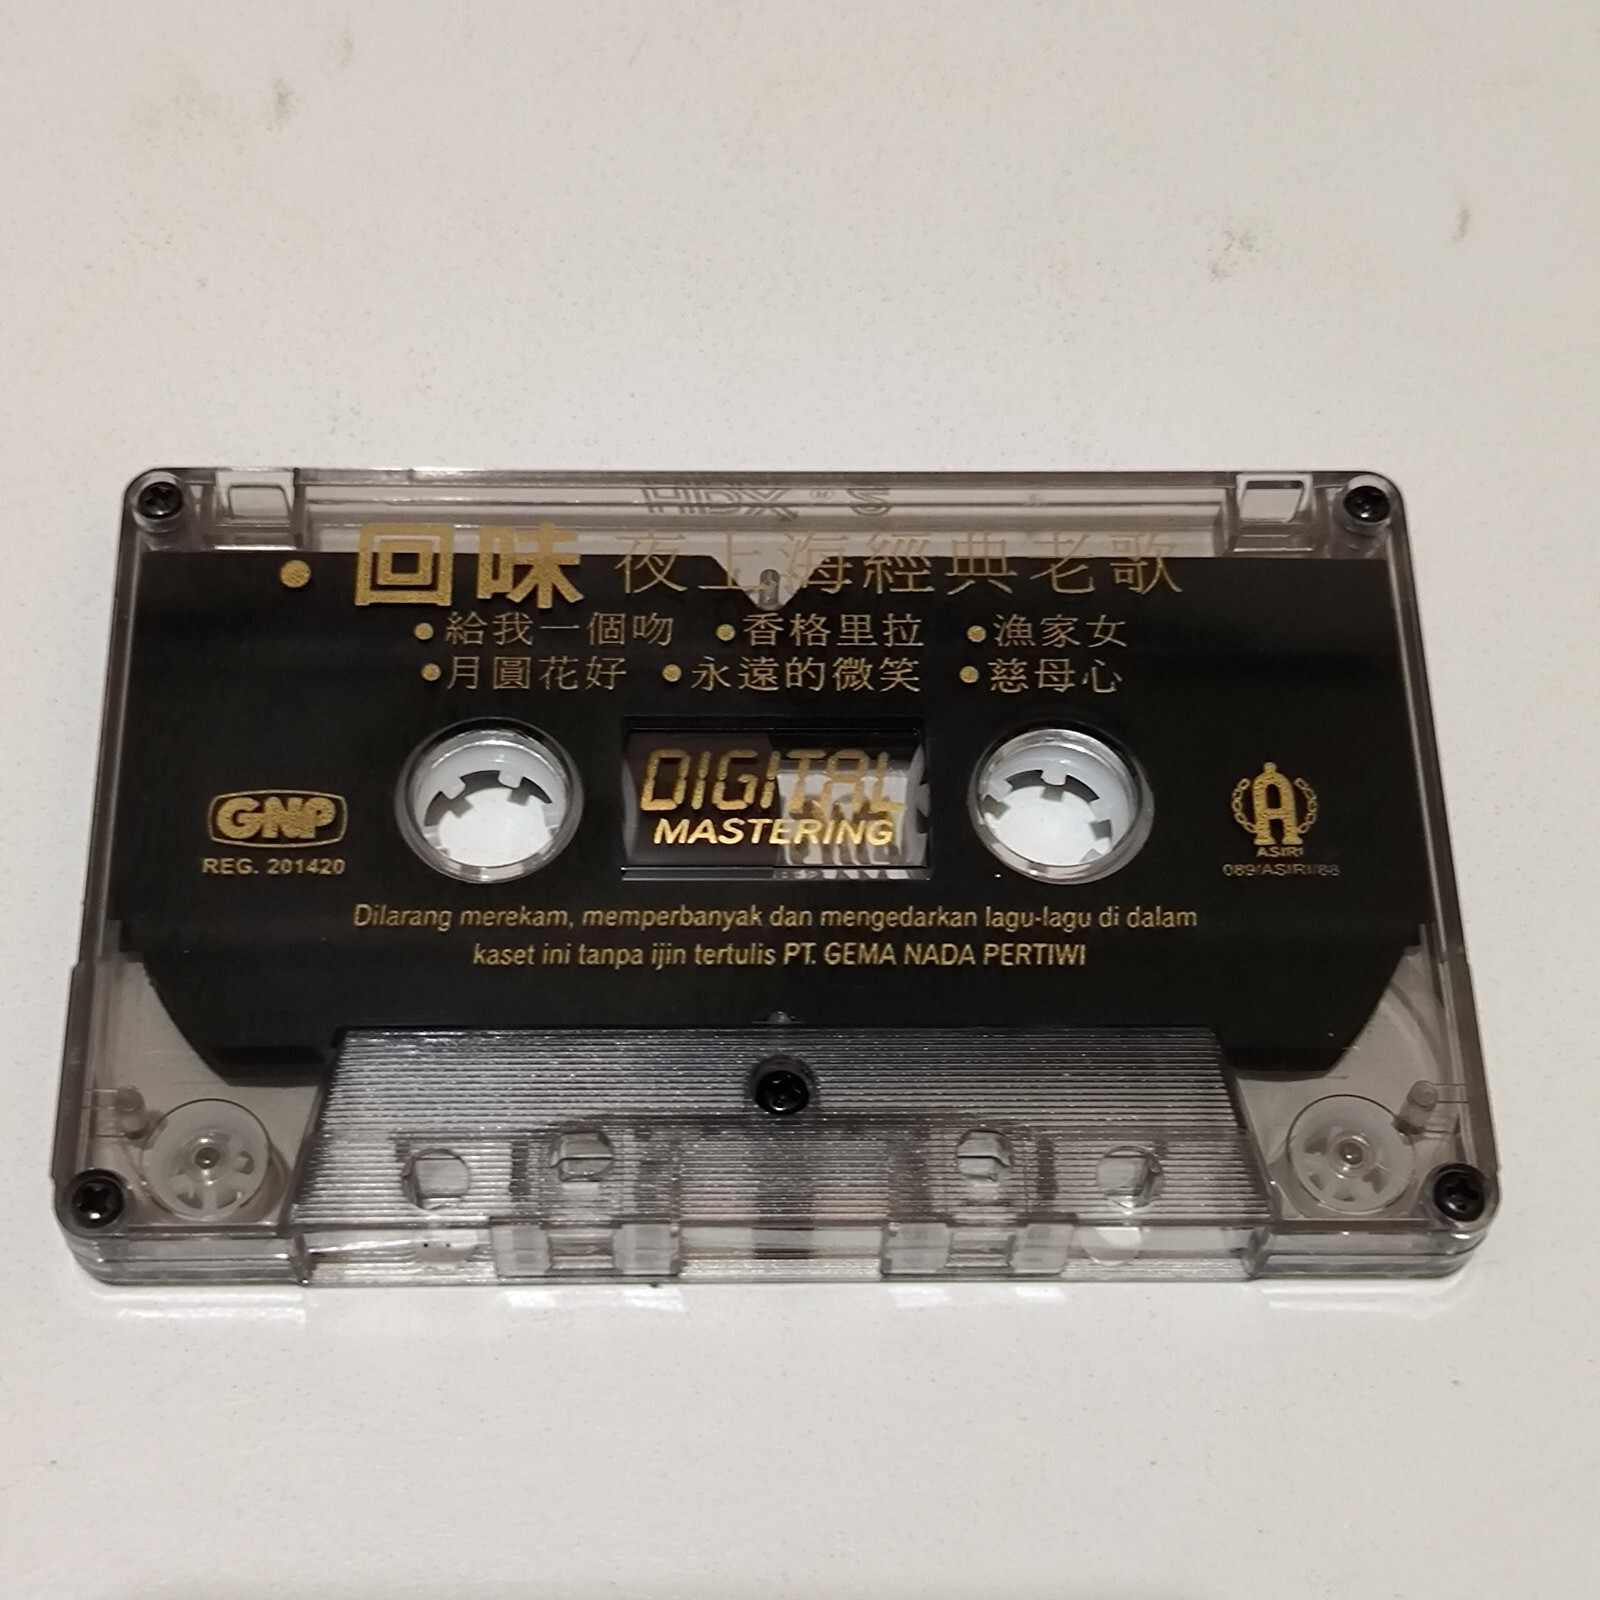 HIDX ® S
• 回味 夜上海經典老歌
• 給我一個吻 • 香格里拉 • 漁家女
• 月圓花好 • 永遠的微笑 • 慈母心
DIGITAL
MASTERING
GNP
REG. 201420
A
ASIRI
089/ASIRI/88
Dilarang merekam, memperbanyak dan mengedarkan lagu-lagu di dalam
kaset ini tanpa ijin tertulis PT. GEMA NADA PERTIWI